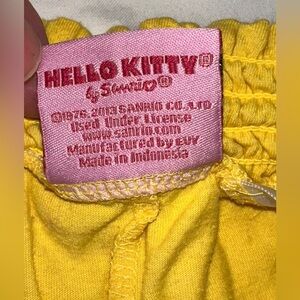 HELLO KITTY®
by Sanrio®
©1976, 2013 SANRIO CO.,LTD
Used Under License
www.sanrio.com
Manufactured by EUY
Made in Indonesia